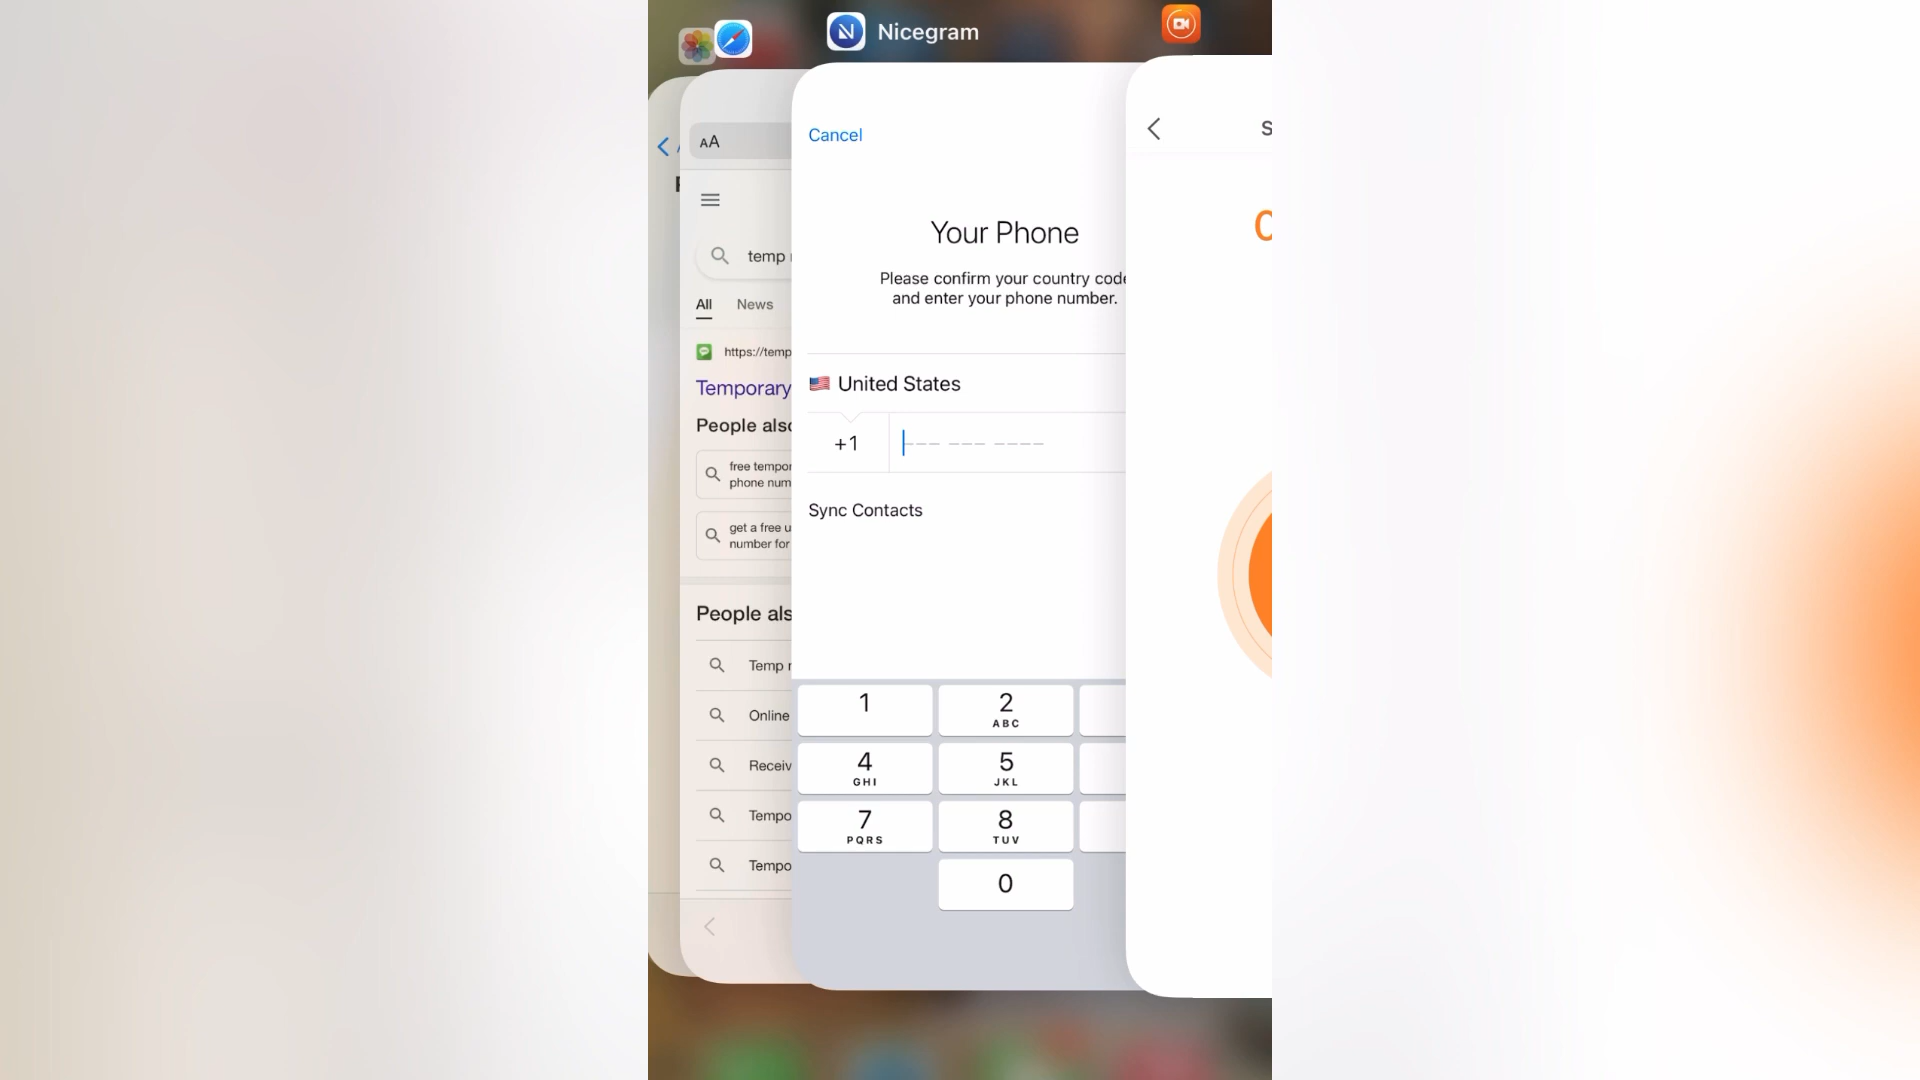 Nicegram
AA
temp
All News
https://temp
Temporary
People also
free tempor
phone num
get a free u
number for
People als
Temp
Online
Receiv
Tempo
Tempo
Cancel
Your Phone
Please confirm your country code
and enter your phone number.
🇺🇸 United States
+1
Sync Contacts
1
2
ABC
4
GHI
5
JKL
7
PQRS
8
TUV
0
S